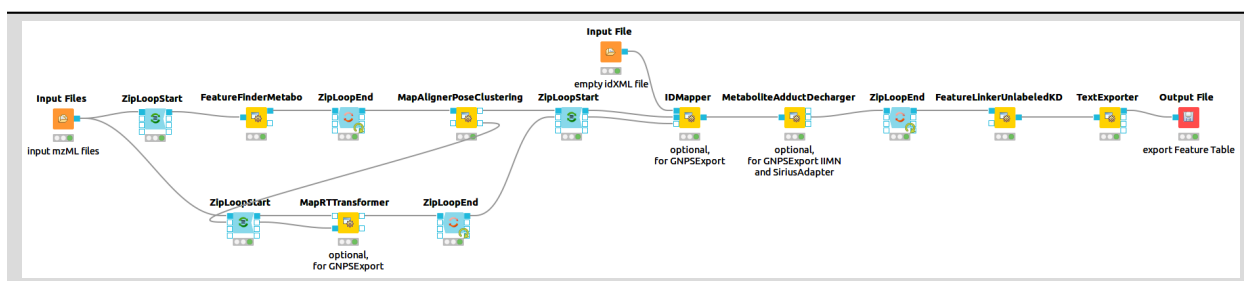 Input File
empty idXML file
Input Files
input mzML files
ZipLoopStart
FeatureFinderMetabo
ZipLoopEnd
MapAlignerPoseClustering
ZipLoopStart
IDMapper
optional,
for GNPSExport
MetaboliteAdductDecharger
optional,
for GNPSExport IIMN
and SiriusAdapter
ZipLoopEnd
FeatureLinkerUnlabeledKD
TextExporter
Output File
export Feature Table
ZipLoopStart
MapRTTransformer
optional,
for GNPSExport
ZipLoopEnd